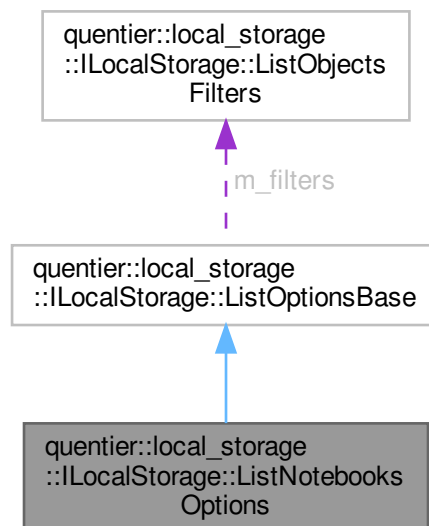 quentier::local_storage
::ILocalStorage::ListObjects
Filters
m_filters
quentier::local_storage
::ILocalStorage::ListOptionsBase
quentier::local_storage
::ILocalStorage::ListNotebooks
Options